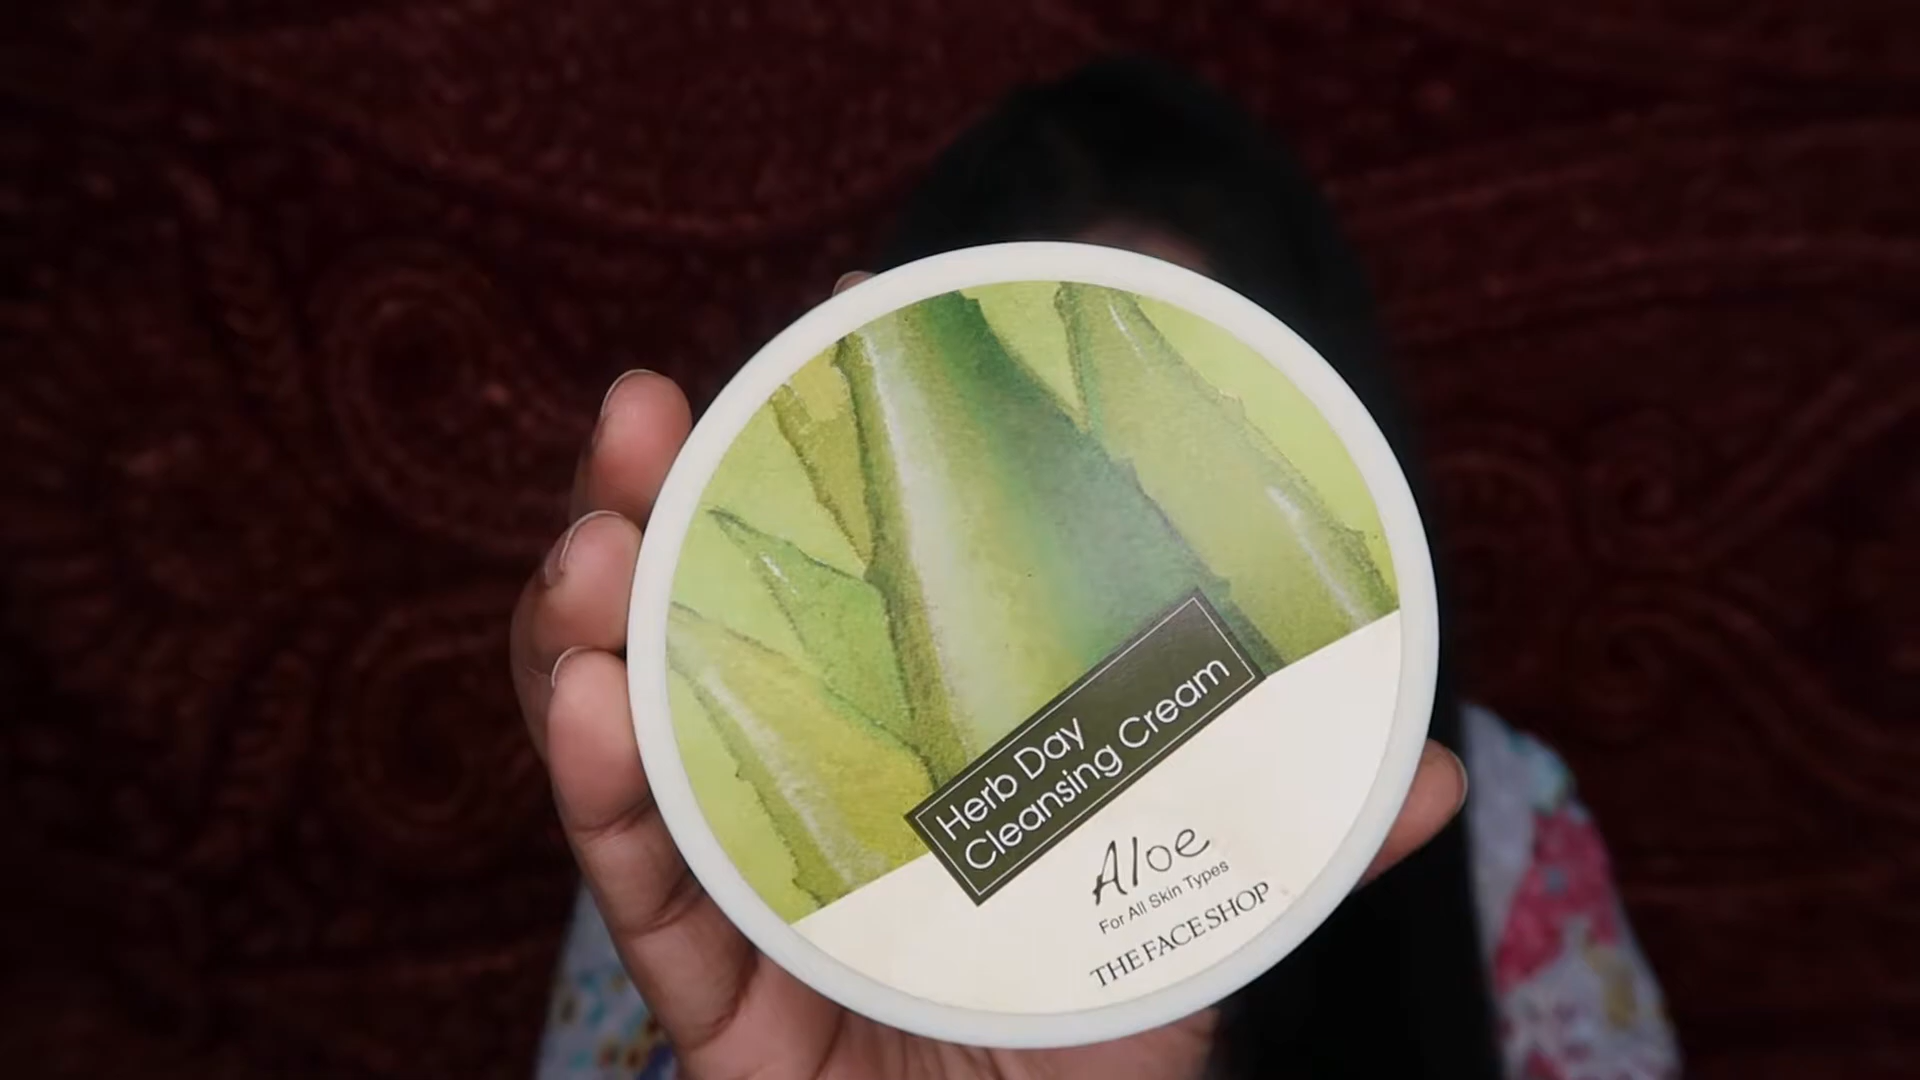 Herb Day
Cleansing Cream
Aloe
For All Skin Types
THE FACE SHOP